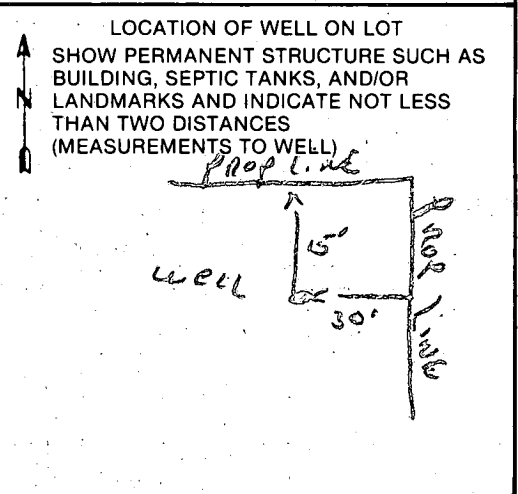 LOCATION OF WELL ON LOT
SHOW PERMANENT STRUCTURE SUCH AS
BUILDING, SEPTIC TANKS, AND/OR
N LANDMARKS AND INDICATE NOT LESS
THAN TWO DISTANCES
(MEASUREMENTS TO WELL)
PROP LINE
15'
well
30'
PROP LINE